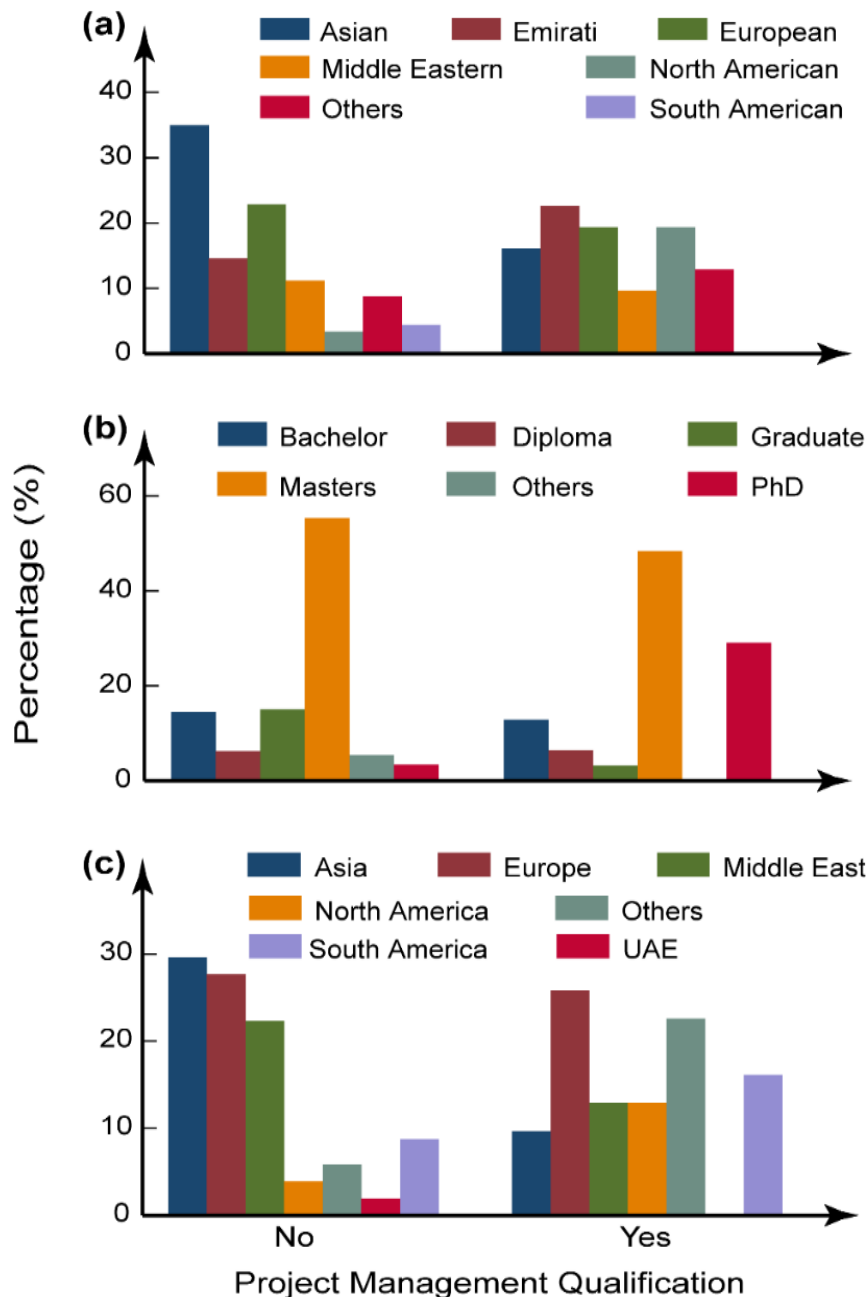 (a) Asian Emirati European
Middle Eastern North American
Others South American
40
30
20
10
0
(b) Bachelor Diploma Graduate
Masters Others PhD
60
40
20
0
Percentage (%)
(c) Asia Europe Middle East
North America Others
South America UAE
30
20
10
0
No Yes
Project Management Qualification